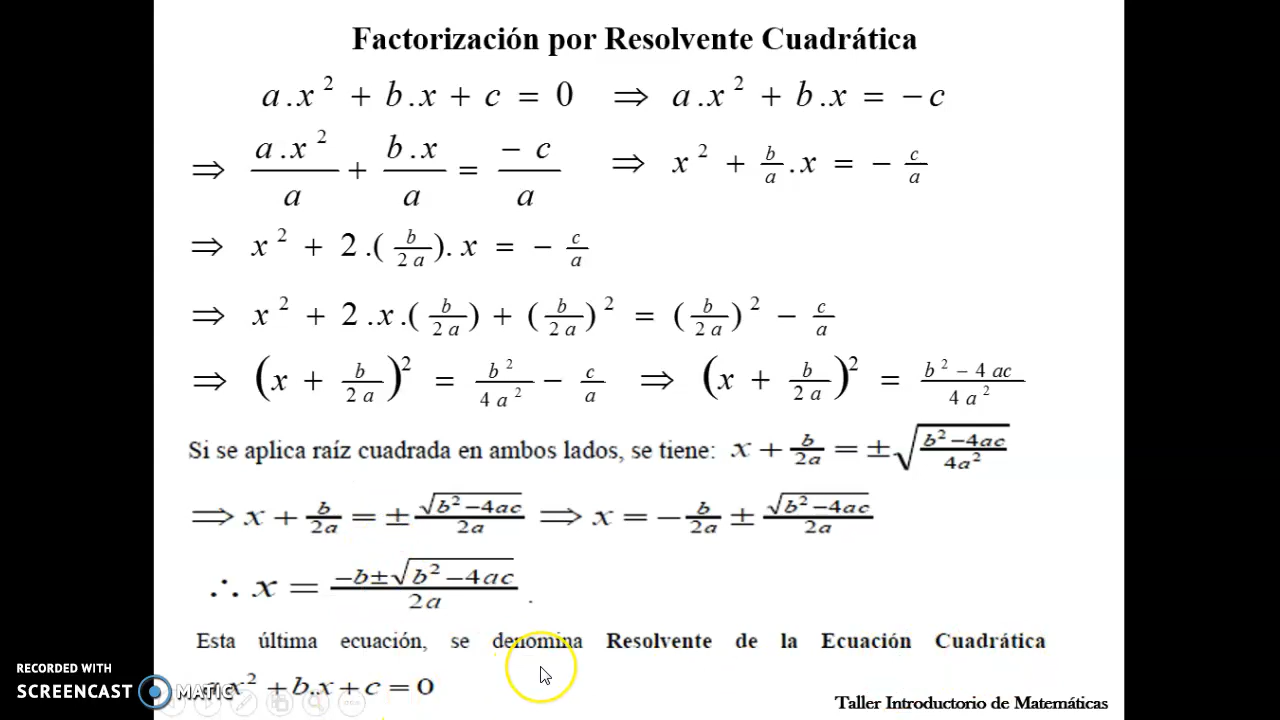 Factorización por Resolvente Cuadrática
a.x² + b.x + c = 0 ⇒ a.x² + b.x = −c
⇒ a.x²/a + b.x/a = −c/a ⇒ x² + b/a.x = − c/a
⇒ x² + 2.(b/2a).x = − c/a
⇒ x² + 2.x.(b/2a) + (b/2a)² = (b/2a)² − c/a
⇒ (x + b/2a)² = b²/4a² − c/a ⇒ (x + b/2a)² = (b² − 4ac)/4a²
Si se aplica raíz cuadrada en ambos lados, se tiene: x + b/2a = ±√((b²−4ac)/4a²)
⇒ x + b/2a = ± √(b²−4ac)/2a ⇒ x = − b/2a ± √(b²−4ac)/2a
∴ x = (−b±√(b²−4ac))/2a .
Esta última ecuación, se denomina Resolvente de la Ecuación Cuadrática
x² + b.x + c = 0
RECORDED WITH
SCREENCAST MATIC
Taller Introductorio de Matemáticas